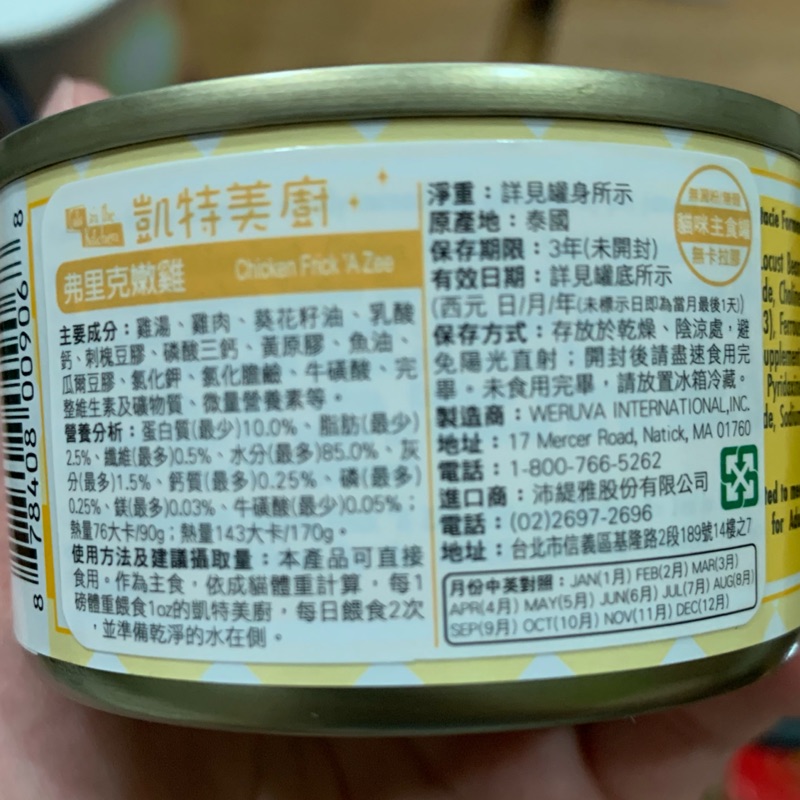 in the
Kitchen
凱特美廚
弗里克嫩雞 Chicken Frick 'A Zee
主要成分：雞湯、雞肉、葵花籽油、乳酸
鈣、刺槐豆膠、磷酸三鈣、黃原膠、魚油、
瓜爾豆膠、氯化鉀、氯化膽鹼、牛磺酸、完
整維生素及礦物質、微量營養素等。
營養分析：蛋白質(最少)10.0%、脂肪(最少)
2.5%、纖維(最多)0.5%、水分(最多)85.0%、灰
分(最多)1.5%、鈣質(最多)0.25%、磷(最多)
0.25%、鎂(最多)0.03%、牛磺酸(最少)0.05%；
熱量76大卡/90g；熱量143大卡/170g。
使用方法及建議攝取量：本產品可直接
食用。作為主食，依成貓體重計算，每1
磅體重餵食1oz的凱特美廚，每日餵食2次
，並準備乾淨的水在側。
淨重：詳見罐身所示
原產地：泰國
保存期限：3年(未開封)
有效日期：詳見罐底所示
(西元 日/月/年(未標示日即為當月最後1天))
保存方式：存放於乾燥、陰涼處，避
免陽光直射；開封後請盡速食用完
畢。未食用完畢，請放置冰箱冷藏。
製造商：WERUVA INTERNATIONAL,INC.
地址：17 Mercer Road, Natick, MA 01760
電話：1-800-766-5262
進口商：沛緹雅股份有限公司
電話：(02)2697-2696
地址：台北市信義區基隆路2段189號14樓之7
月份中英對照：JAN(1月) FEB(2月) MAR(3月)
APR(4月) MAY(5月) JUN(6月) JUL(7月) AUG(8月)
SEP(9月) OCT(10月) NOV(11月) DEC(12月)
貓咪主食罐
無卡拉膠
8 78408 00906 8
Locust Bean
Pyridoxin
for Adu